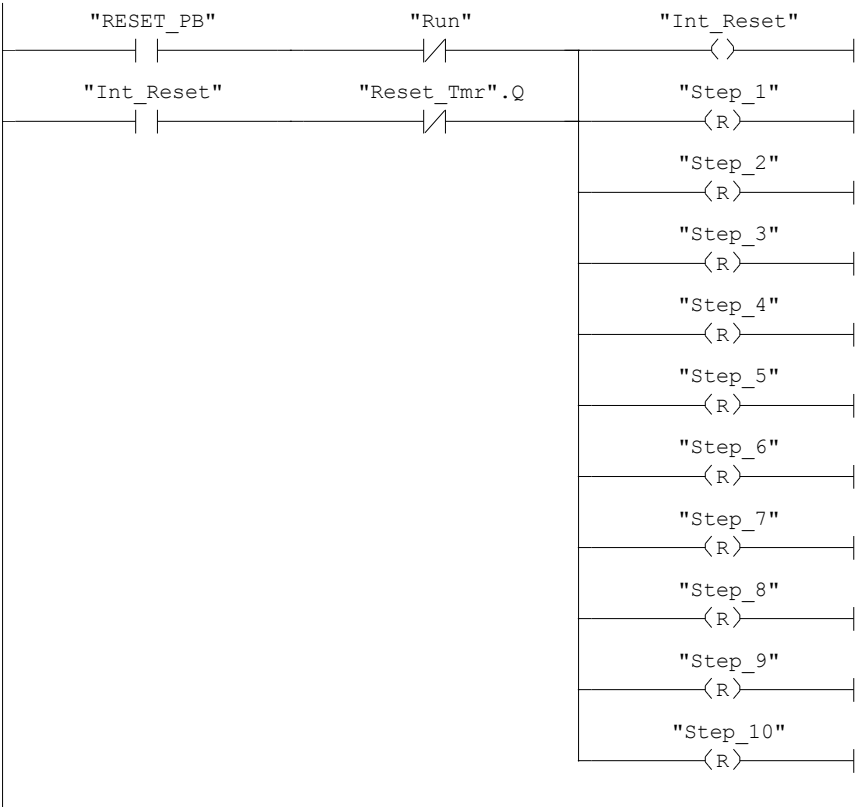 "RESET_PB" "Run" "Int_Reset"
"Int_Reset" "Reset_Tmr".Q "Step_1"
R
"Step_2"
R
"Step_3"
R
"Step_4"
R
"Step_5"
R
"Step_6"
R
"Step_7"
R
"Step_8"
R
"Step_9"
R
"Step_10"
R